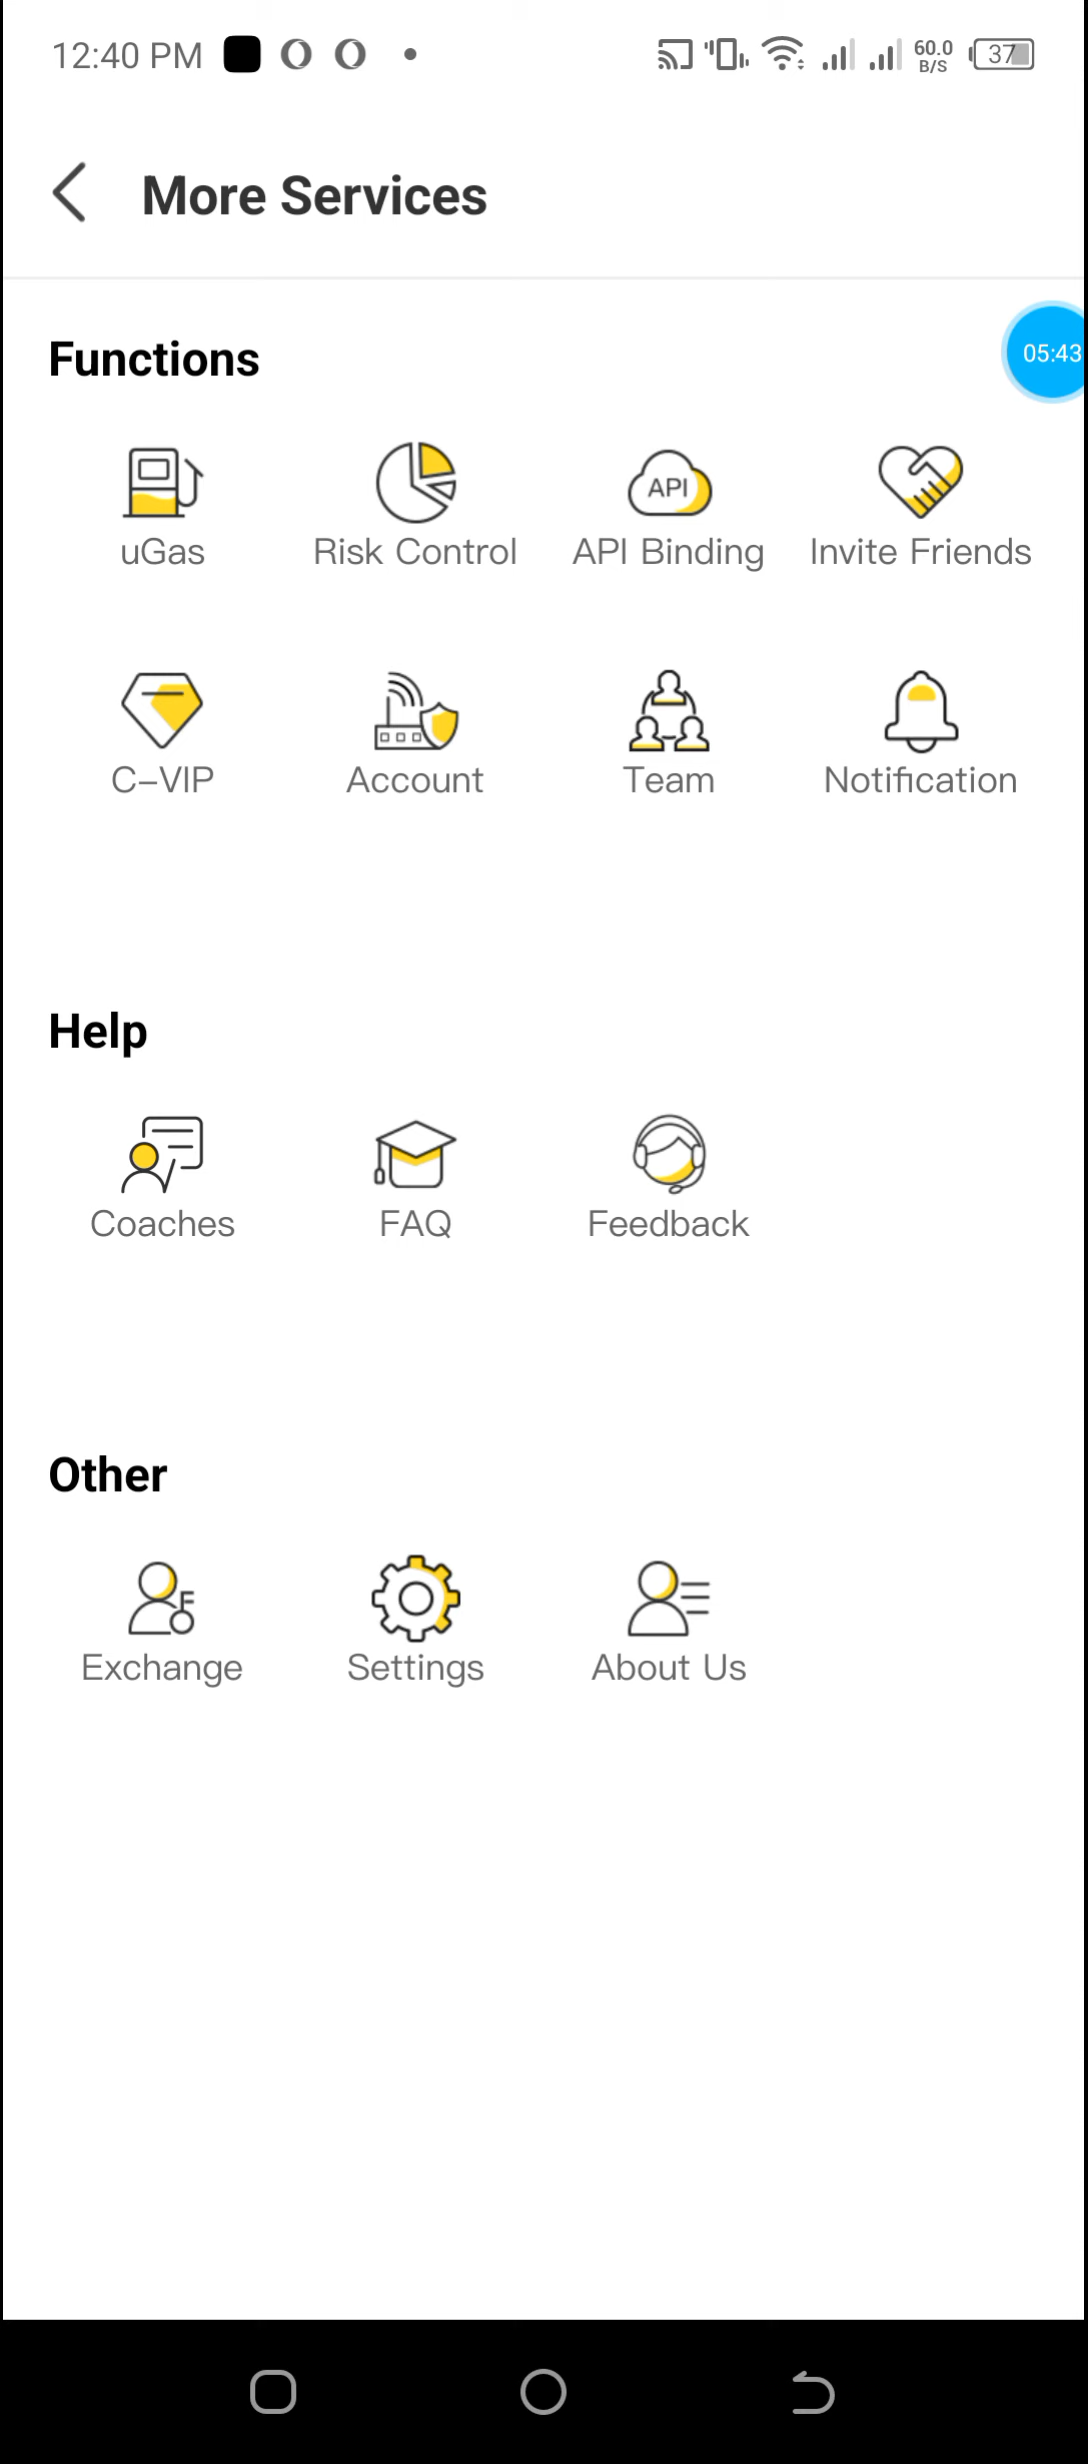 12:40 PM 60.0 B/S 37
More Services
Functions
05:43
API
uGas Risk Control API Binding Invite Friends
C-VIP Account Team Notification
Help
Coaches FAQ Feedback
Other
Exchange Settings About Us